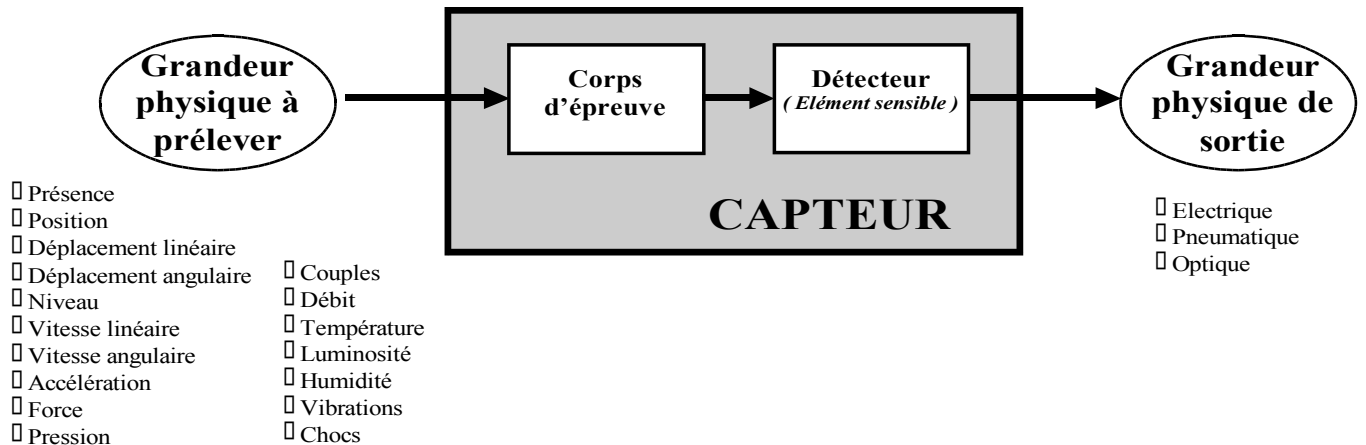 Grandeur
physique à
prélever
Corps
d'épreuve
Détecteur
( Elément sensible )
CAPTEUR
Grandeur
physique de
sortie
Présence
Position
Déplacement linéaire
Déplacement angulaire
Niveau
Vitesse linéaire
Vitesse angulaire
Accélération
Force
Pression
Couples
Débit
Température
Luminosité
Humidité
Vibrations
Chocs
Electrique
Pneumatique
Optique